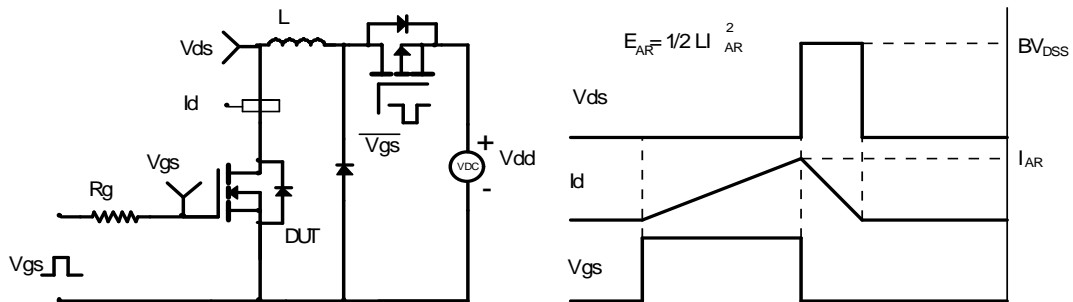 L
Vds
Id
Vgs
Vgs
+
VDC
Vdd
-
Vgs
Rg
DUT
Vgs
E_AR= 1/2 LI_AR^2
BV_DSS
Vds
I_AR
Id
Vgs